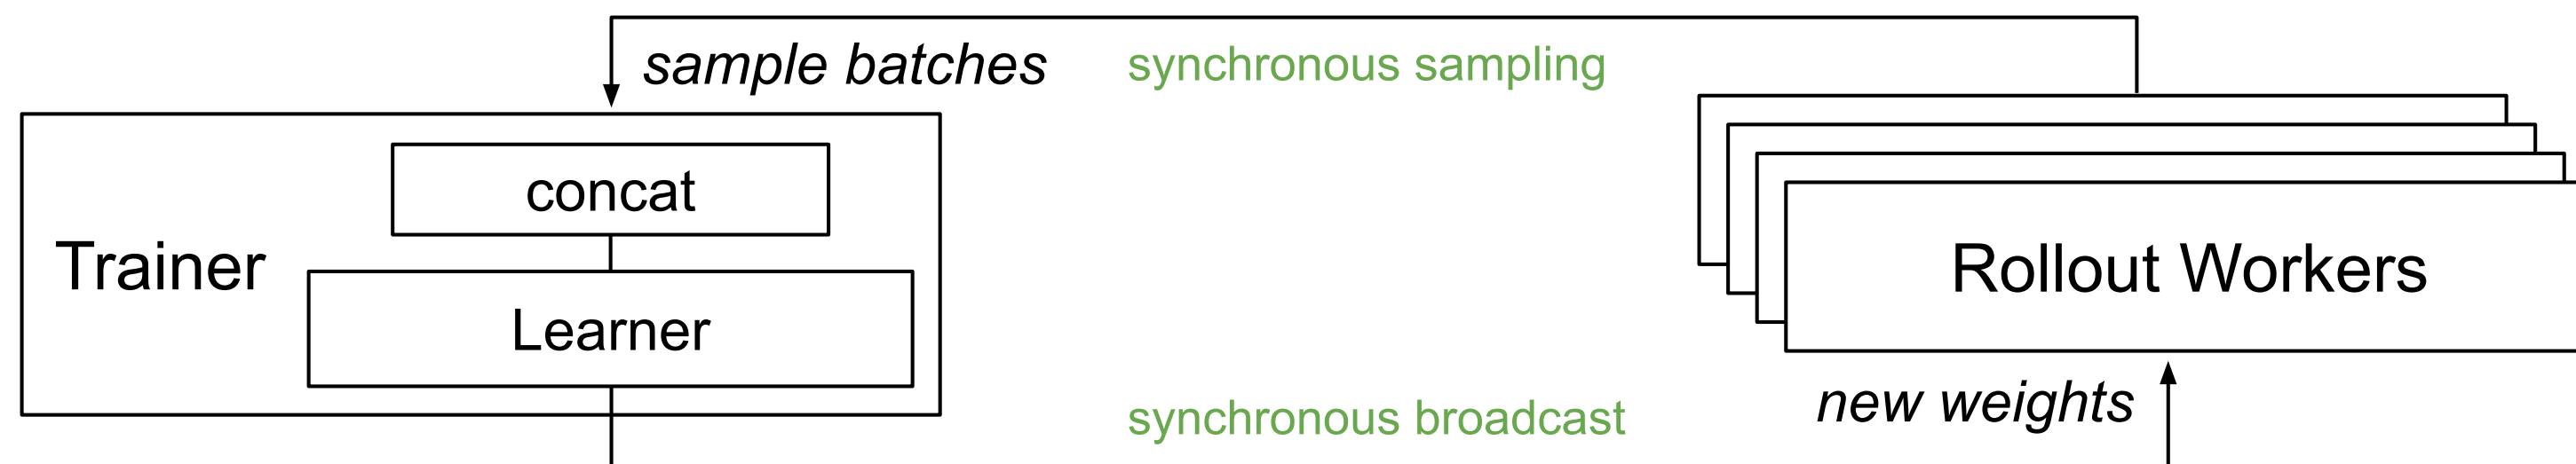 sample batches
synchronous sampling
concat
Trainer
Learner
Rollout Workers
new weights
synchronous broadcast